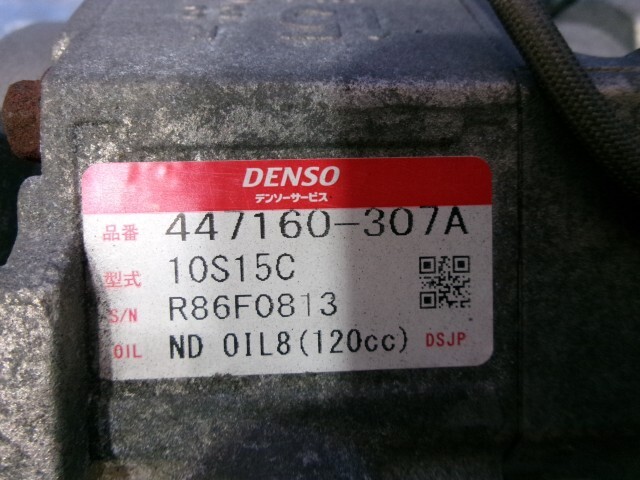 DENSO
デンソーサービス
品番 447160-307A
型式 10S15C
S/N R86F0813
OIL ND OIL8(120cc) DSJP